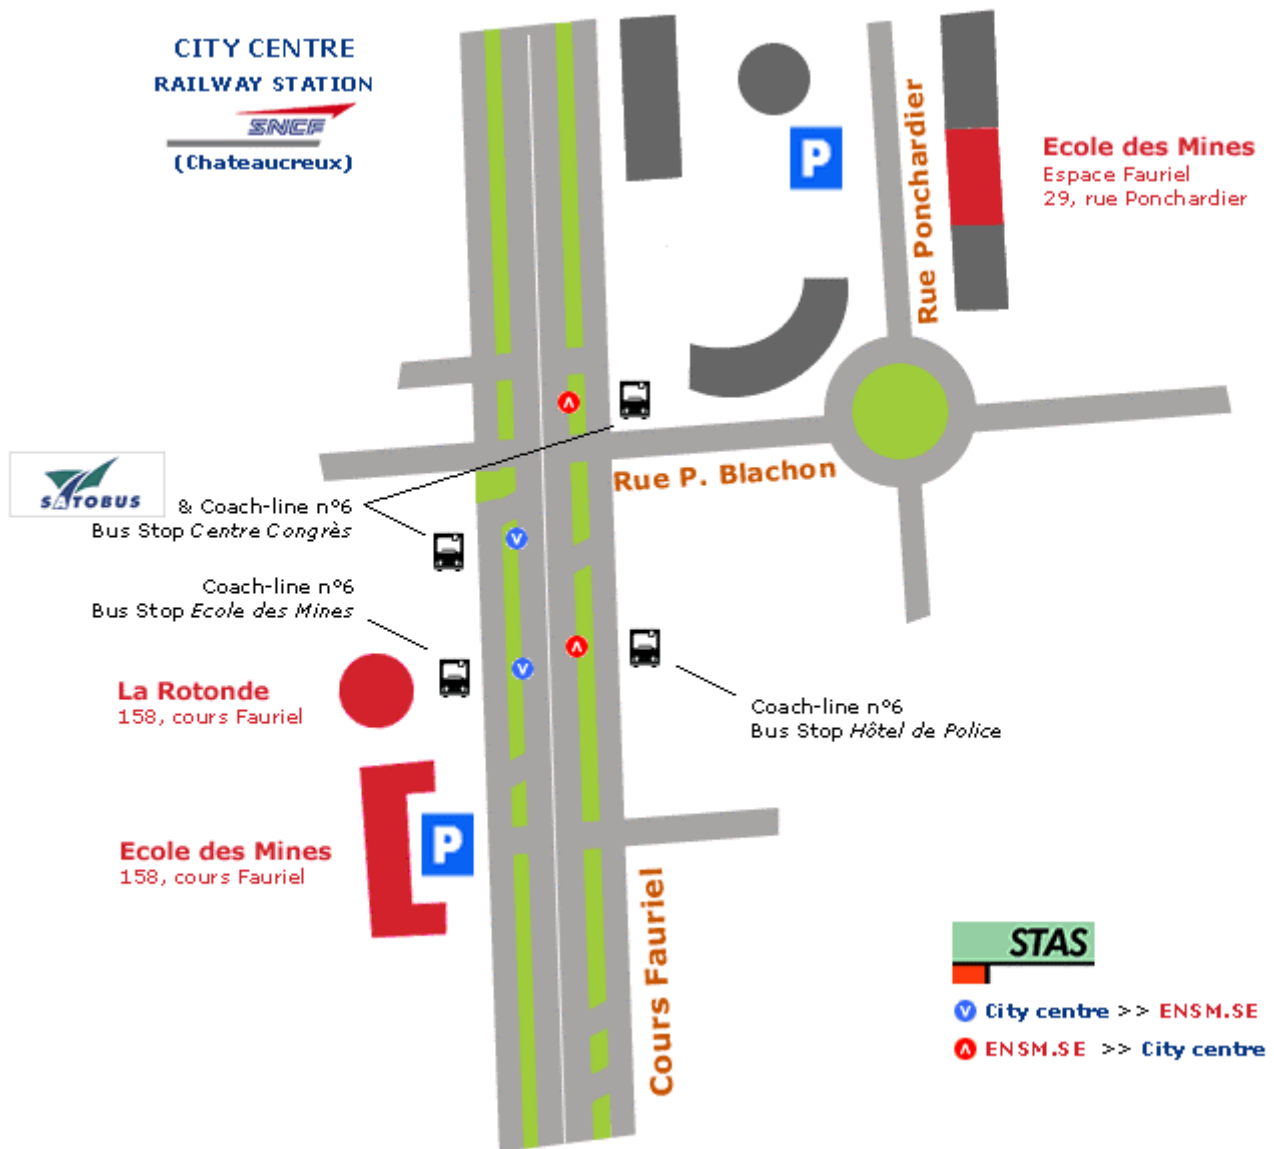 CITY CENTRE
RAILWAY STATION
SNCF
(Chateaucreux)
P
Rue Ponchardier
Ecole des Mines
Espace Fauriel
29, rue Ponchardier
Rue P. Blachon
SATOBUS
& Coach-line n°6
Bus Stop Centre Congrès
Coach-line n°6
Bus Stop Ecole des Mines
La Rotonde
158, cours Fauriel
Coach-line n°6
Bus Stop Hôtel de Police
Ecole des Mines
158, cours Fauriel
P
Cours Fauriel
STAS
City centre >> ENSM.SE
ENSM.SE >> City centre